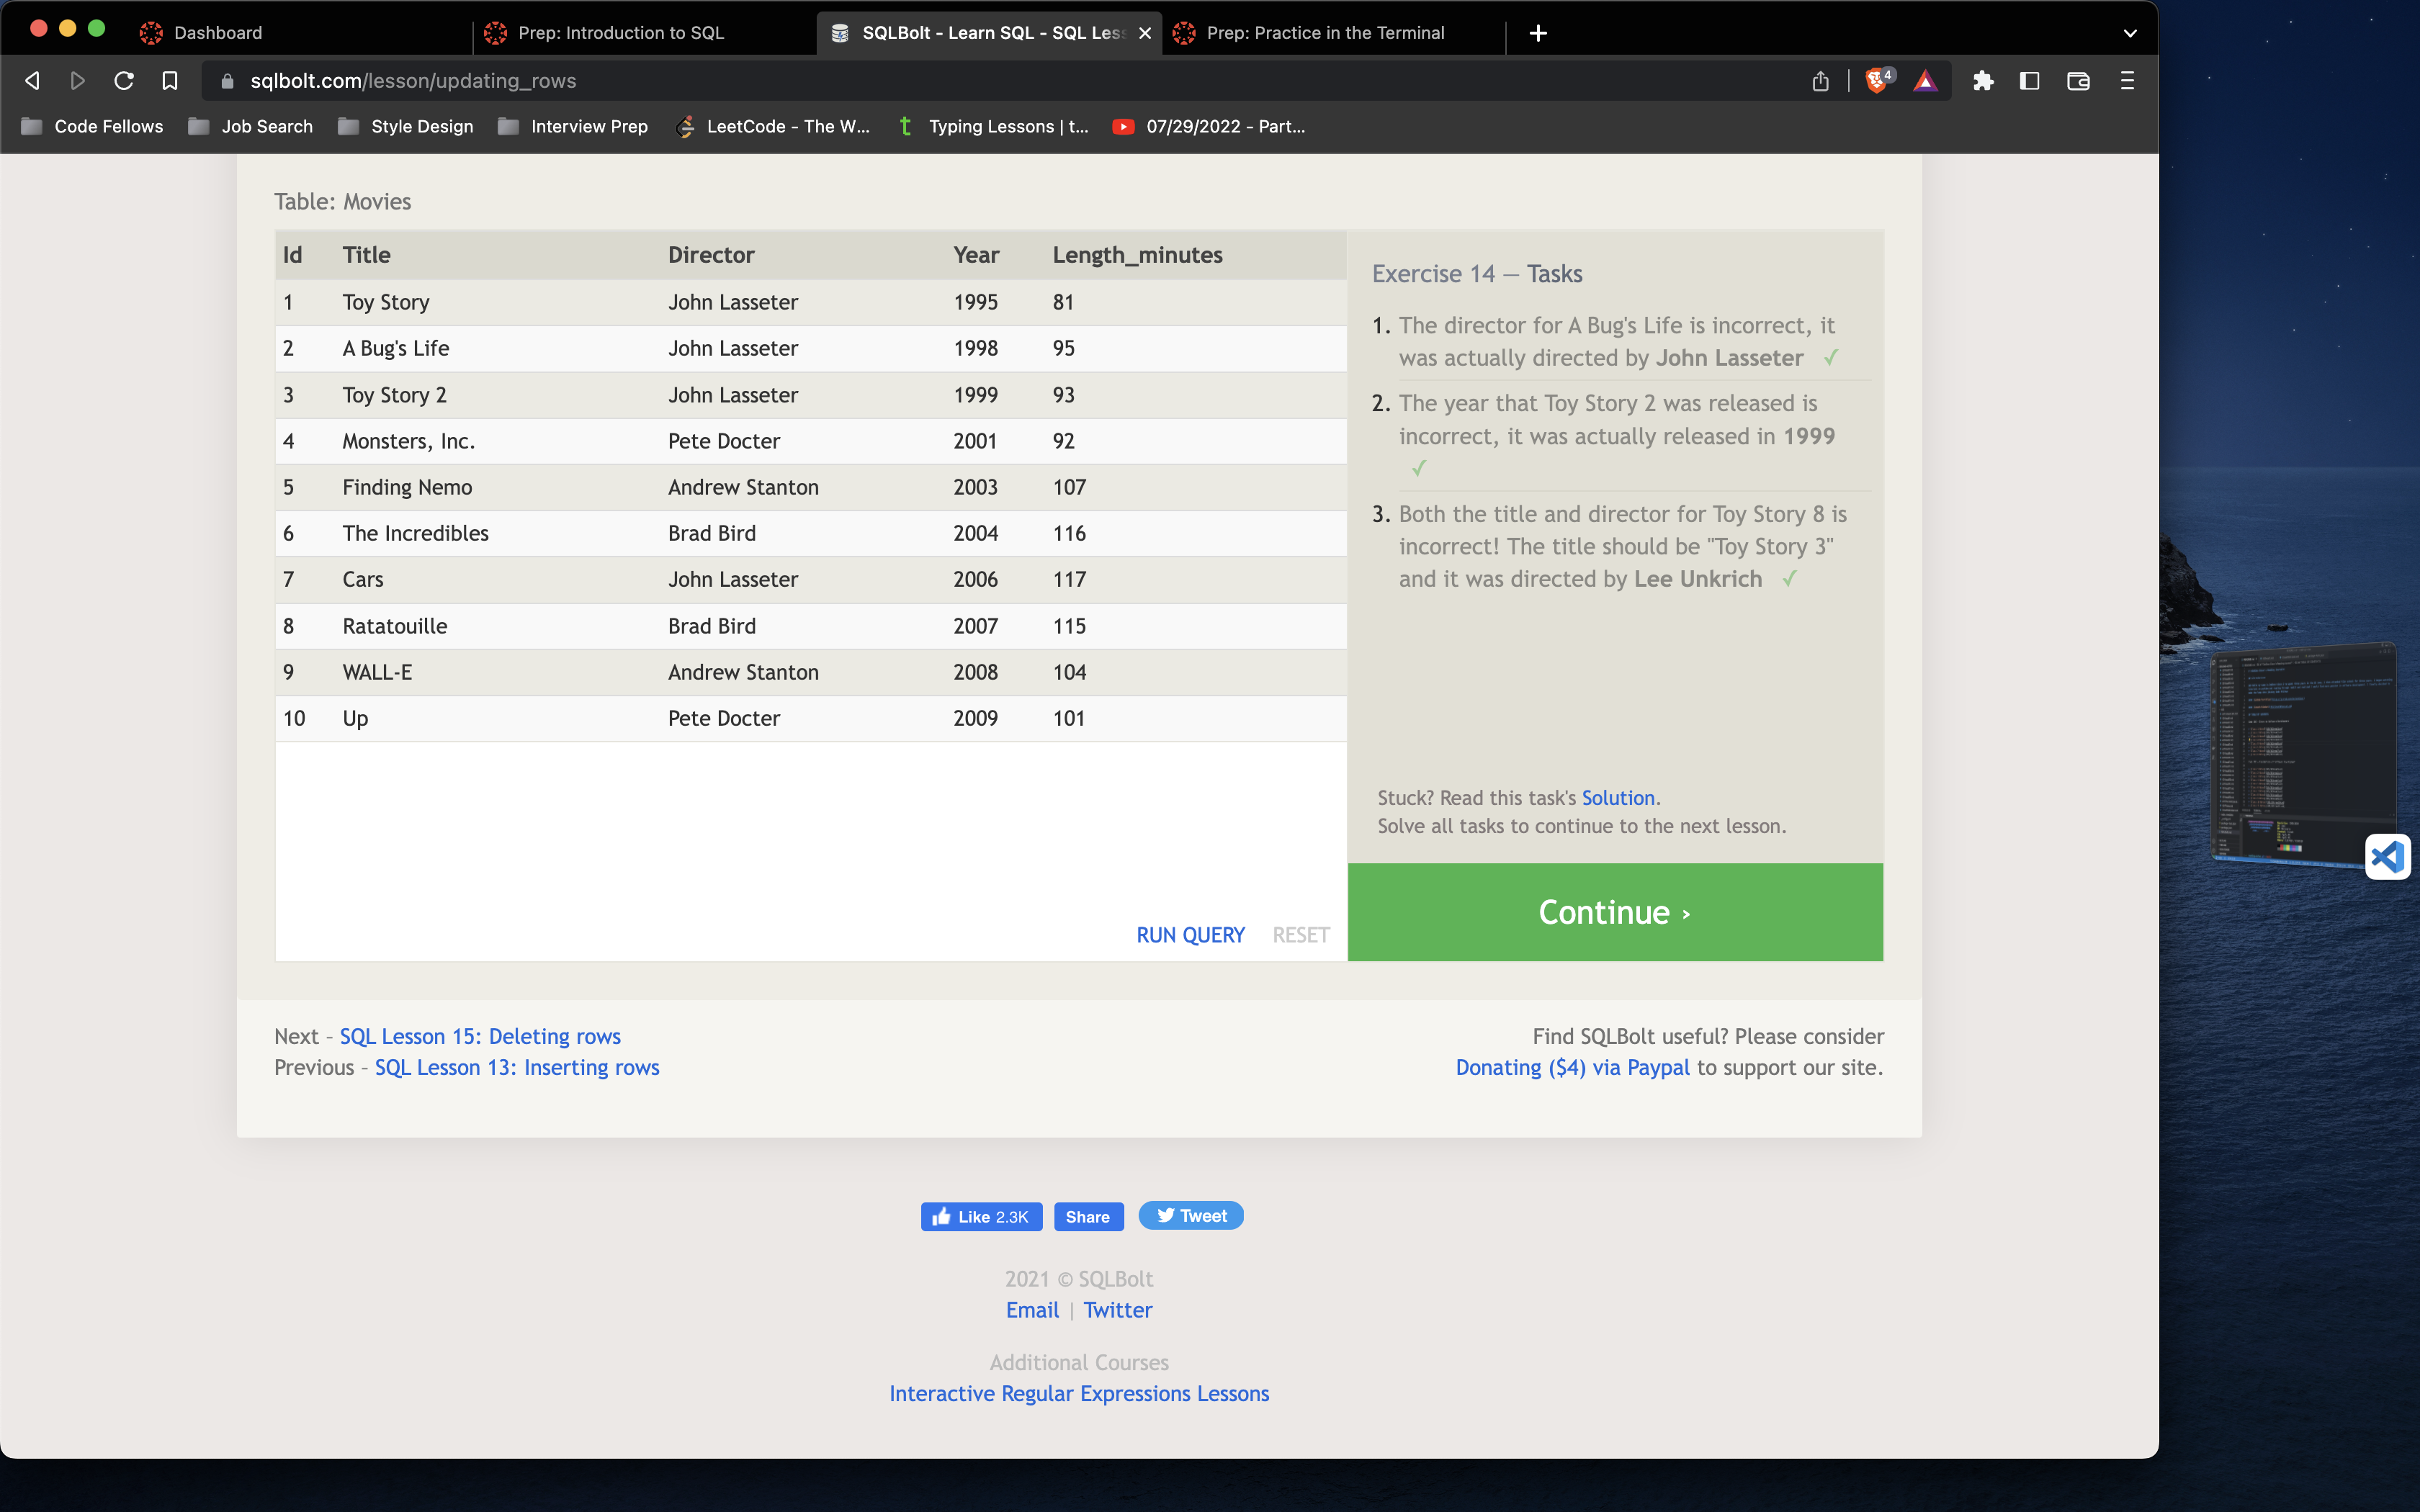 Dashboard
Prep: Introduction to SQL
SQLBolt - Learn SQL - SQL Les
Prep: Practice in the Terminal
sqlbolt.com/lesson/updating_rows
4
Code Fellows
Job Search
Style Design
Interview Prep
LeetCode - The W...
Typing Lessons | t...
07/29/2022 - Part...
Table: Movies
Id Title Director Year Length_minutes
1 Toy Story John Lasseter 1995 81
2 A Bug's Life John Lasseter 1998 95
3 Toy Story 2 John Lasseter 1999 93
4 Monsters, Inc. Pete Docter 2001 92
5 Finding Nemo Andrew Stanton 2003 107
6 The Incredibles Brad Bird 2004 116
7 Cars John Lasseter 2006 117
8 Ratatouille Brad Bird 2007 115
9 WALL-E Andrew Stanton 2008 104
10 Up Pete Docter 2009 101
RUN QUERY RESET
Exercise 14 — Tasks
1. The director for A Bug's Life is incorrect, it
was actually directed by John Lasseter ✓
2. The year that Toy Story 2 was released is
incorrect, it was actually released in 1999
✓
3. Both the title and director for Toy Story 8 is
incorrect! The title should be "Toy Story 3"
and it was directed by Lee Unkrich ✓
Stuck? Read this task's Solution.
Solve all tasks to continue to the next lesson.
Continue ›
Next – SQL Lesson 15: Deleting rows
Previous – SQL Lesson 13: Inserting rows
Find SQLBolt useful? Please consider
Donating ($4) via Paypal to support our site.
Like 2.3K
Share
Tweet
2021 © SQLBolt
Email | Twitter
Additional Courses
Interactive Regular Expressions Lessons